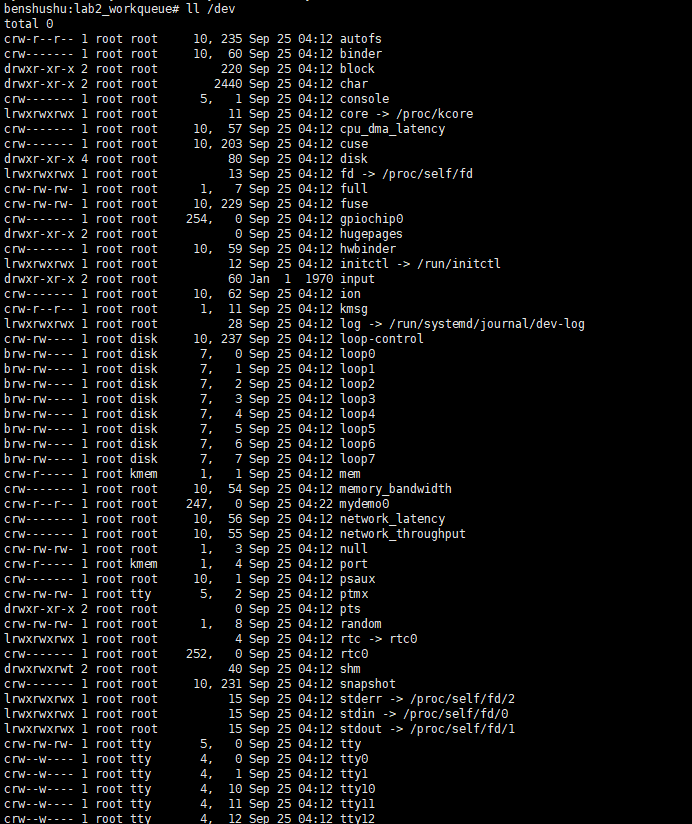 benshushu:lab2_workqueue# ll /dev
total 0
crw-r--r-- 1 root root     10, 235 Sep 25 04:12 autofs
crw------- 1 root root     10,  60 Sep 25 04:12 binder
drwxr-xr-x 2 root root         220 Sep 25 04:12 block
drwxr-xr-x 2 root root        2440 Sep 25 04:12 char
crw------- 1 root root      5,   1 Sep 25 04:12 console
lrwxrwxrwx 1 root root          11 Sep 25 04:12 core -> /proc/kcore
crw------- 1 root root     10,  57 Sep 25 04:12 cpu_dma_latency
crw------- 1 root root     10, 203 Sep 25 04:12 cuse
drwxr-xr-x 4 root root          80 Sep 25 04:12 disk
lrwxrwxrwx 1 root root          13 Sep 25 04:12 fd -> /proc/self/fd
crw-rw-rw- 1 root root      1,   7 Sep 25 04:12 full
crw-rw-rw- 1 root root     10, 229 Sep 25 04:12 fuse
crw------- 1 root root    254,   0 Sep 25 04:12 gpiochip0
drwxr-xr-x 2 root root           0 Sep 25 04:12 hugepages
crw------- 1 root root     10,  59 Sep 25 04:12 hwbinder
lrwxrwxrwx 1 root root          12 Sep 25 04:12 initctl -> /run/initctl
drwxr-xr-x 2 root root          60 Jan  1  1970 input
crw------- 1 root root     10,  62 Sep 25 04:12 ion
crw-r--r-- 1 root root      1,  11 Sep 25 04:12 kmsg
lrwxrwxrwx 1 root root          28 Sep 25 04:12 log -> /run/systemd/journal/dev-log
crw-rw---- 1 root disk     10, 237 Sep 25 04:12 loop-control
brw-rw---- 1 root disk      7,   0 Sep 25 04:12 loop0
brw-rw---- 1 root disk      7,   1 Sep 25 04:12 loop1
brw-rw---- 1 root disk      7,   2 Sep 25 04:12 loop2
brw-rw---- 1 root disk      7,   3 Sep 25 04:12 loop3
brw-rw---- 1 root disk      7,   4 Sep 25 04:12 loop4
brw-rw---- 1 root disk      7,   5 Sep 25 04:12 loop5
brw-rw---- 1 root disk      7,   6 Sep 25 04:12 loop6
brw-rw---- 1 root disk      7,   7 Sep 25 04:12 loop7
crw-r----- 1 root kmem      1,   1 Sep 25 04:12 mem
crw------- 1 root root     10,  54 Sep 25 04:12 memory_bandwidth
crw-r--r-- 1 root root    247,   0 Sep 25 04:22 mydemo0
crw------- 1 root root     10,  56 Sep 25 04:12 network_latency
crw------- 1 root root     10,  55 Sep 25 04:12 network_throughput
crw-rw-rw- 1 root root      1,   3 Sep 25 04:12 null
crw-r----- 1 root kmem      1,   4 Sep 25 04:12 port
crw------- 1 root root     10,   1 Sep 25 04:12 psaux
crw-rw-rw- 1 root tty       5,   2 Sep 25 04:12 ptmx
drwxr-xr-x 2 root root           0 Sep 25 04:12 pts
crw-rw-rw- 1 root root      1,   8 Sep 25 04:12 random
lrwxrwxrwx 1 root root           4 Sep 25 04:12 rtc -> rtc0
crw------- 1 root root    252,   0 Sep 25 04:12 rtc0
drwxrwxrwt 2 root root          40 Sep 25 04:12 shm
crw------- 1 root root     10, 231 Sep 25 04:12 snapshot
lrwxrwxrwx 1 root root          15 Sep 25 04:12 stderr -> /proc/self/fd/2
lrwxrwxrwx 1 root root          15 Sep 25 04:12 stdin -> /proc/self/fd/0
lrwxrwxrwx 1 root root          15 Sep 25 04:12 stdout -> /proc/self/fd/1
crw-rw-rw- 1 root tty       5,   0 Sep 25 04:12 tty
crw--w---- 1 root tty       4,   0 Sep 25 04:12 tty0
crw--w---- 1 root tty       4,   1 Sep 25 04:12 tty1
crw--w---- 1 root tty       4,  10 Sep 25 04:12 tty10
crw--w---- 1 root tty       4,  11 Sep 25 04:12 tty11
crw--w---- 1 root tty       4,  12 Sep 25 04:12 tty12